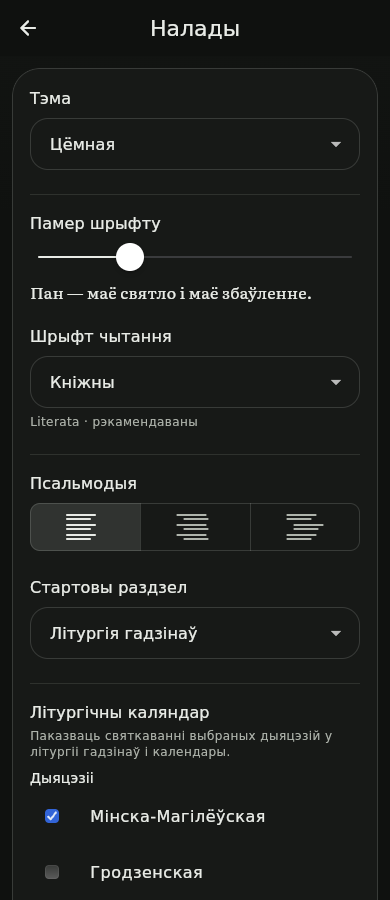 Налады
Тэма
Цёмная
Памер шрыфту
Пан — маё святло і маё збаўленне.
Шрыфт чытання
Кніжны
Literata · рэкамендаваны
Псальмодыя
Стартовы раздзел
Літургія гадзінаў
Літургічны каляндар
Паказваць святкаванні выбраных дыяцэзій у
літургіі гадзінаў і календары.
Дыяцэзіі
Мінска-Магілёўская
Гродзенская